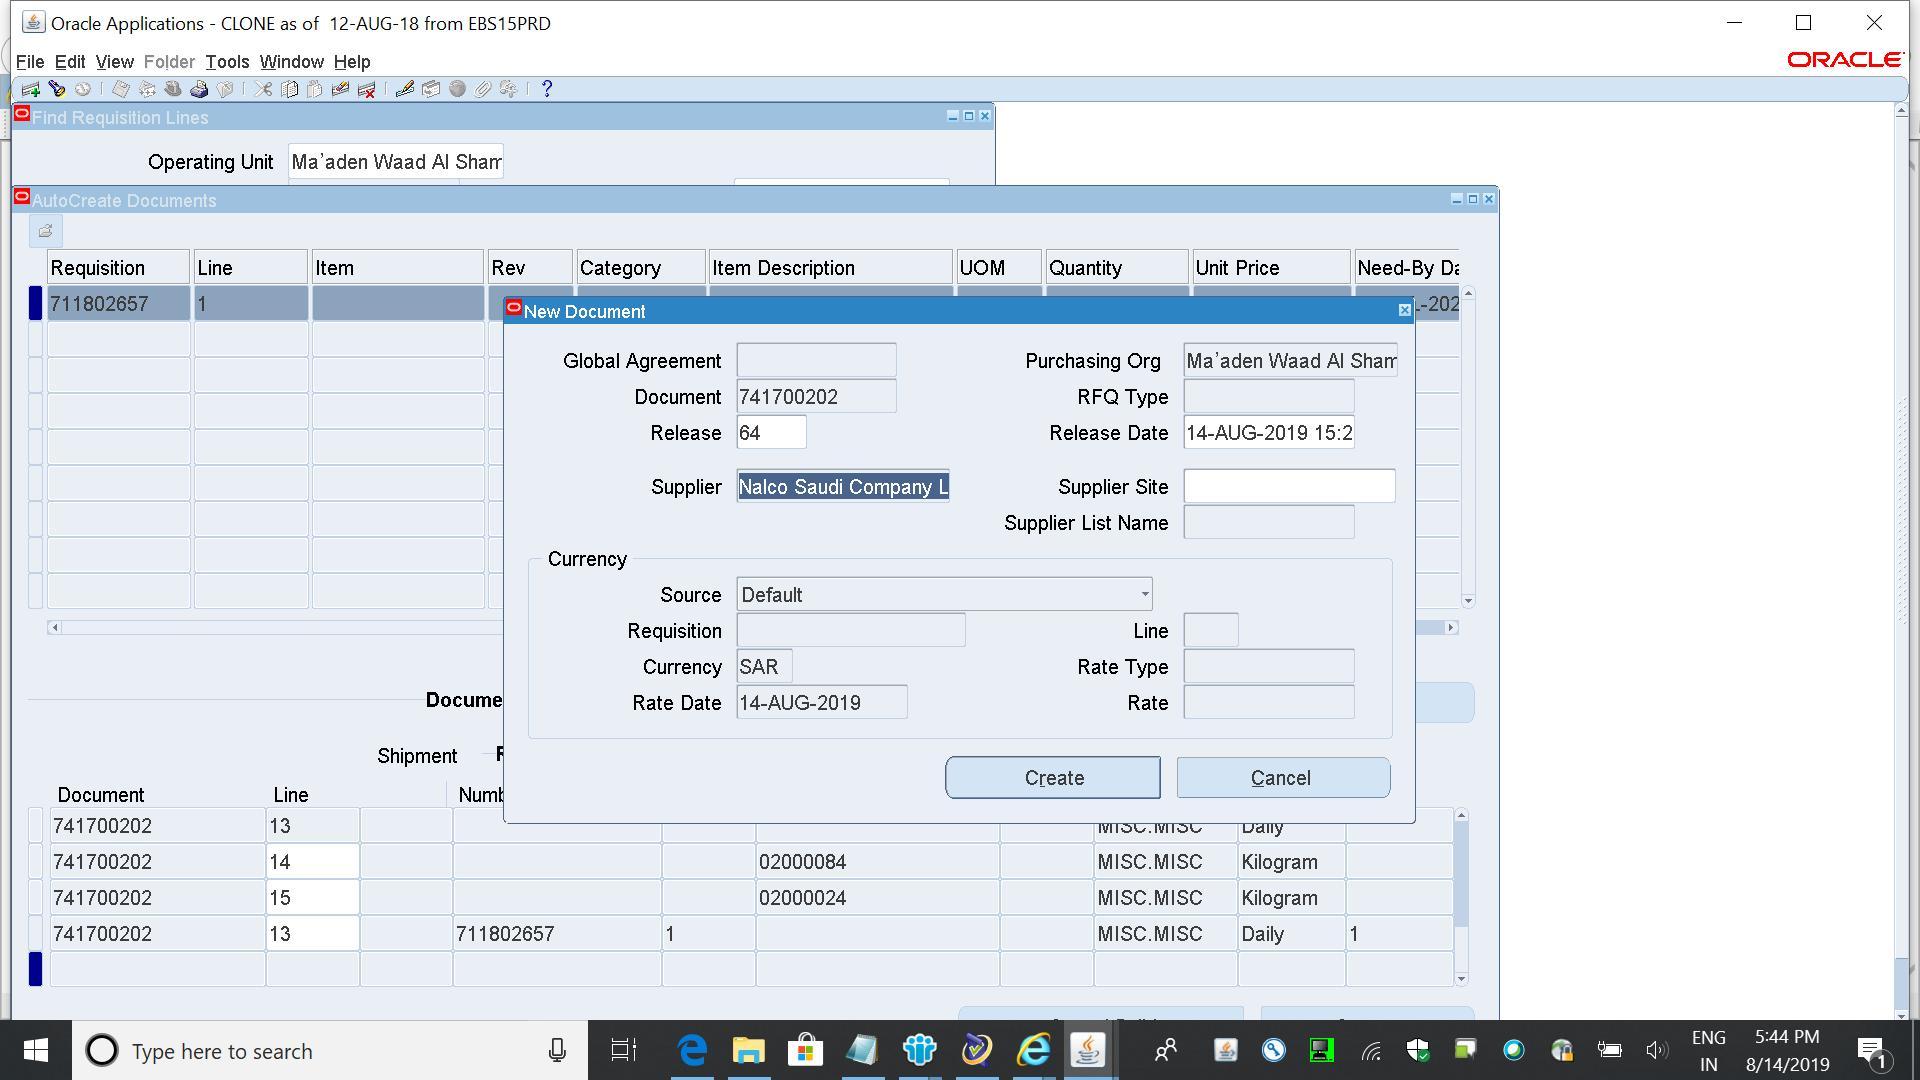 Oracle Applications - CLONE as of 12-AUG-18 from EBS15PRD
File Edit View Folder Tools Window Help
ORACLE
Find Requisition Lines
Operating Unit Ma'aden Waad Al Sham
AutoCreate Documents
Requisition Line Item Rev Category Item Description UOM Quantity Unit Price Need-By Da
711802657 1
L-202
New Document
Global Agreement Purchasing Org Ma'aden Waad Al Sham
Document 741700202 RFQ Type
Release 64 Release Date 14-AUG-2019 15:2
Supplier Nalco Saudi Company L Supplier Site
Supplier List Name
Currency
Source Default
Requisition Line
Currency SAR Rate Type
Rate Date 14-AUG-2019 Rate
Create Cancel
Docume
Shipment
Document Line Numb
741700202 13 MISC.MISC Daily
741700202 14 02000084 MISC.MISC Kilogram
741700202 15 02000024 MISC.MISC Kilogram
741700202 13 711802657 1 MISC.MISC Daily 1
Type here to search
ENG 5:44 PM
IN 8/14/2019
1